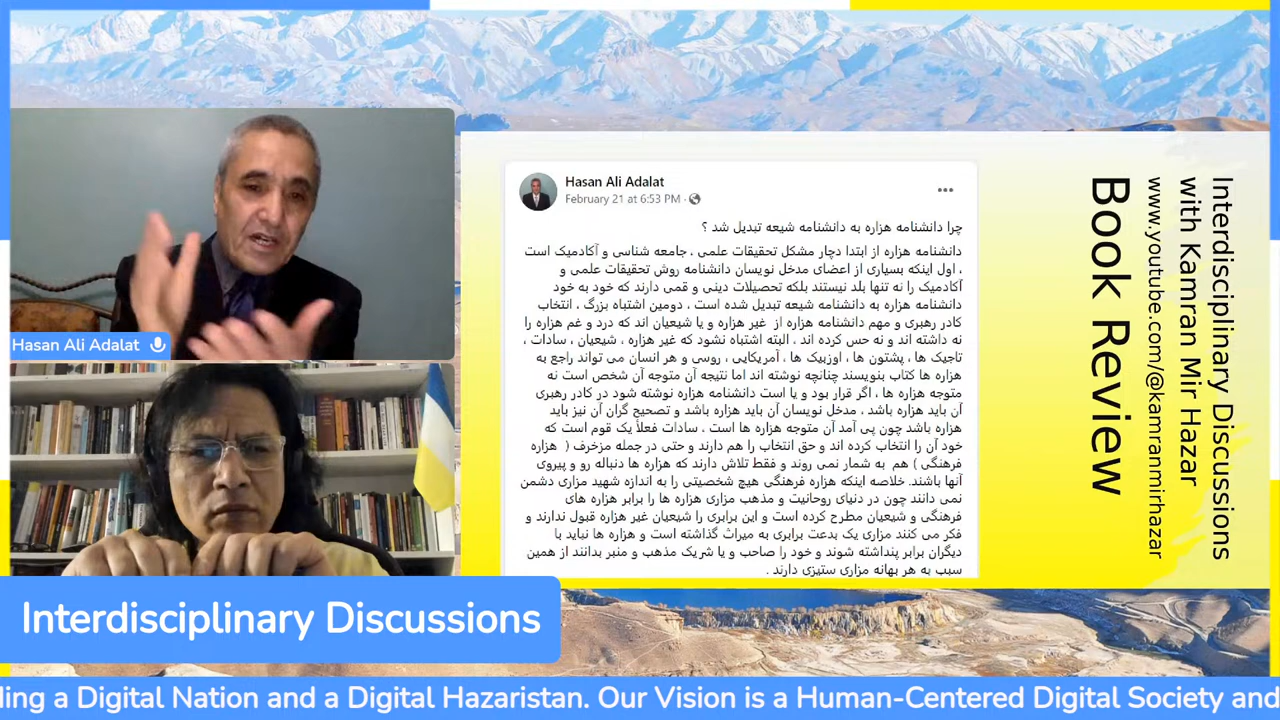 Hasan Ali Adalat
Interdisciplinary Discussions
ding a Digital Nation and a Digital Hazaristan. Our Vision is a Human-Centered Digital Society and
Hasan Ali Adalat
February 21 at 6:53 PM
چرا دانشنامه هزاره به دانشنامه شیعه تبدیل شد ؟
دانشنامه هزاره از ابتدا دچار مشکل تحقیقات علمی ، جامعه شناسی و آکادمیک است
، اول اینکه بسیاری از اعضای مدخل نویسان دانشنامه روش تحقیقات علمی و
آکادمیک را نه تنها بلد نیستند بلکه تحصیلات دینی و قمی دارند که خود به خود
دانشنامه هزاره به دانشنامه شیعه تبدیل شده است ، دومین اشتباه بزرگ ، انتخاب
کادر رهبری و مهم دانشنامه هزاره از غیر هزاره و یا شیعیان اند که درد و غم هزاره را
نه داشته اند و نه حس کرده اند ، البته اشتباه نشود که غیر هزاره ، شیعیان ، سادات ،
تاجیک ها ، پشتون ها ، اوزبیک ها ، آمریکایی ، روسی و هر انسان می تواند راجع به
هزاره ها کتاب بنویسند چنانچه نوشته اند اما نتیجه آن متوجه آن شخص است نه
متوجه هزاره ها ، اگر قرار بود و یا است دانشنامه هزاره نوشته شود در کادر رهبری
آن باید هزاره باشد ، مدخل نویسان آن باید هزاره باشد و تصحیح گران آن نیز باید
هزاره باشد چون پی آمد آن متوجه هزاره ها است ، سادات فعلاً یک قوم است که
خود آن را انتخاب کرده اند و حق انتخاب را هم دارند و حتی در جمله مزخرف ( هزاره
فرهنگی ) هم به شمار نمی روند و فقط تلاش دارند که هزاره ها دنباله رو و پیروی
آنها باشند. خلاصه اینکه هزاره فرهنگی هیچ شخصیتی را به اندازه شهید مزاری دشمن
نمی دانند چون در دنیای روحانیت و مذهب مزاری هزاره ها را برابر هزاره های
فرهنگی و شیعیان مطرح کرده است و این برابری را شیعیان غیر هزاره قبول ندارند و
فکر می کنند مزاری یک بدعت برابری به میراث گذاشته است و هزاره ها نباید با
دیگران برابر پنداشته شوند و خود را صاحب و یا شریک مذهب و منبر بدانند از همین
سبب به هر بهانه مزاری ستیزی دارند .
Interdisciplinary Discussions
with Kamran Mir Hazar
www.youtube.com/@kamranmirhazar
Book Review